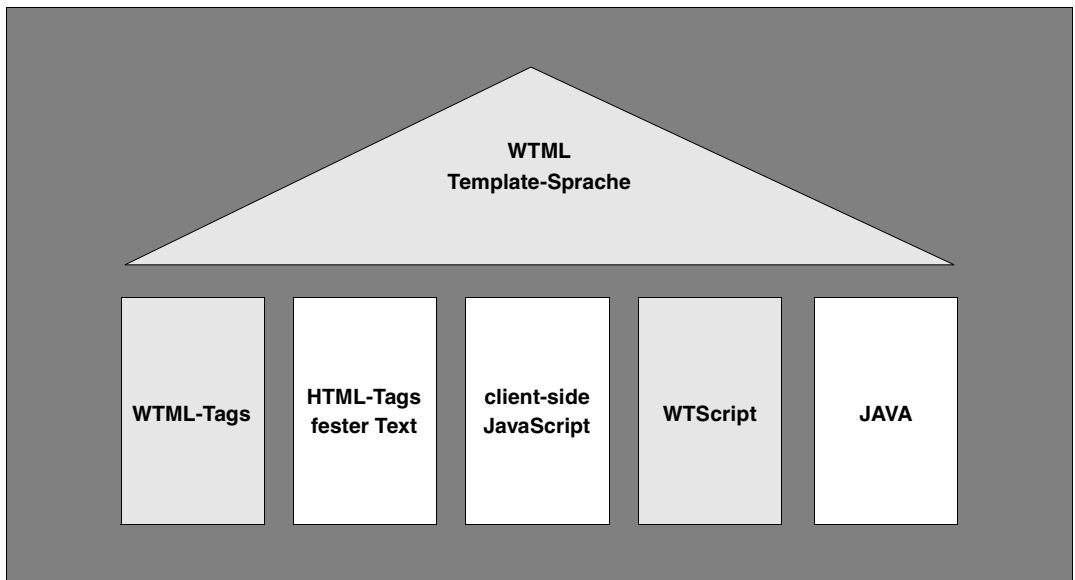 WTML
Template-Sprache
WTML-Tags
HTML-Tags
fester Text
client-side
JavaScript
WTScript
JAVA